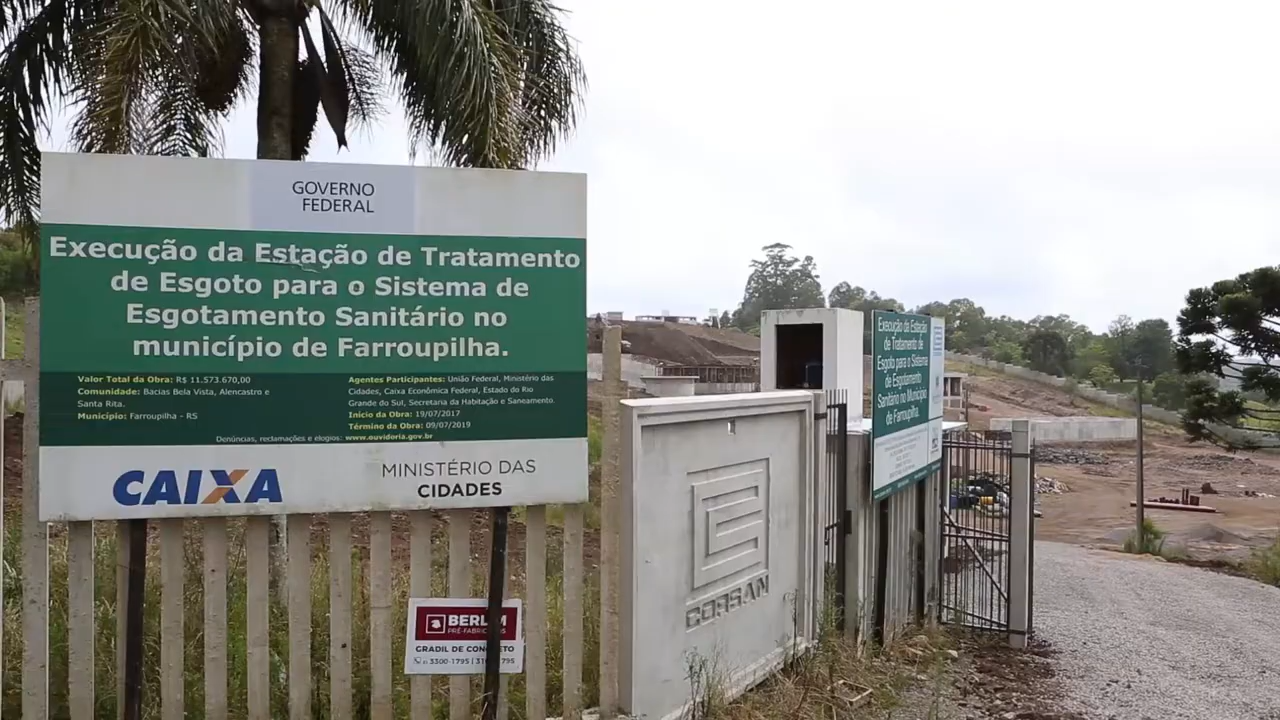 GOVERNO
FEDERAL
Execução da Estação de Tratamento
de Esgoto para o Sistema de
Esgotamento Sanitário no
município de Farroupilha.
Valor Total da Obra: R$ 11.573.670,00
Comunidade: Bacias Bela Vista, Alencastro e
Santa Rita.
Município: Farroupilha - RS
Agentes Participantes: União Federal, Ministério das
Cidades, Caixa Econômica Federal, Estado do Rio
Grande do Sul, Secretaria da Habitação e Saneamento.
Início da Obra: 19/07/2017
Término da Obra: 09/07/2019
Denúncias, reclamações e elogios: www.ouvidoria.gov.br
CAIXA
MINISTÉRIO DAS
CIDADES
BERLIM
PRÉ-FABRICADOS
GRADIL DE CONCRETO
3300-1795
CORSAN
Execução da Estação
de Tratamento de
Esgoto para o Sistema
de Esgotamento
Sanitário no município
de Farroupilha.